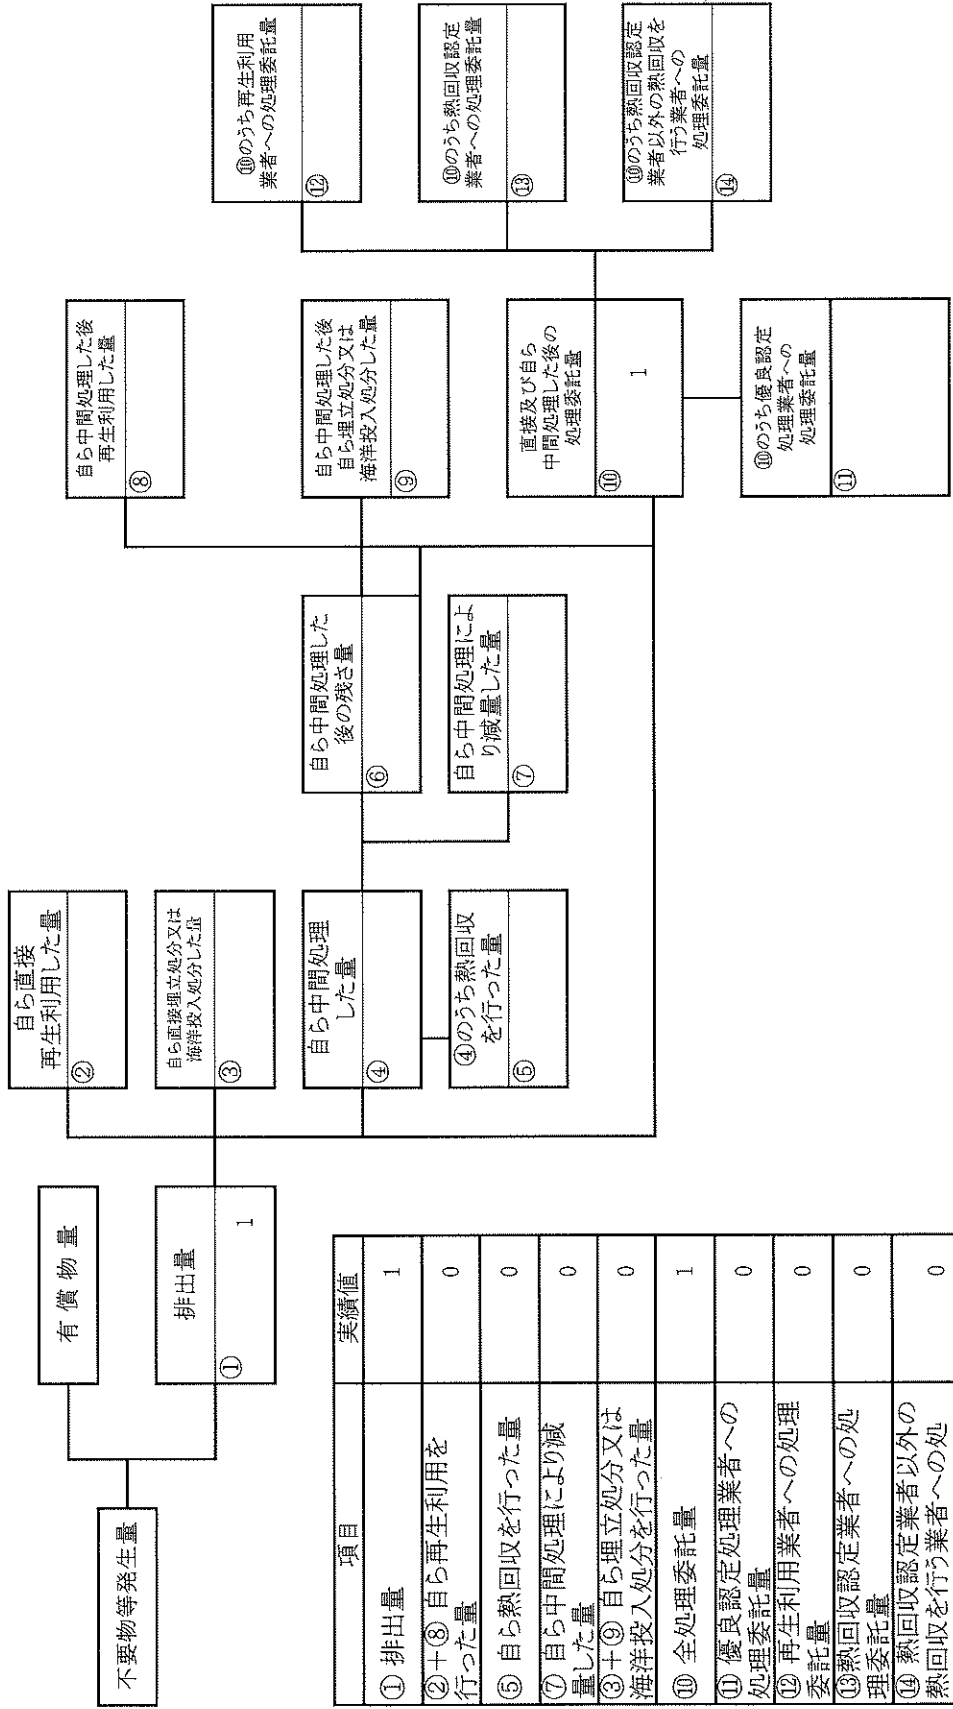 不要物等発生量
有償物量
排出量
①
1
自ら直接
再生利用した量
②
自ら直接埋立処分又は
海洋投入処分した量
③
自ら中間処理
した量
④
④のうち熱回収
を行った量
⑤
自ら中間処理した
後の残さ量
⑥
自ら中間処理によ
り減量した量
⑦
自ら中間処理した後
再生利用した量
⑧
自ら中間処理した後
自ら埋立処分又は
海洋投入処分した量
⑨
直接及び自ら
中間処理した後の
処理委託量
⑩
1
⑩のうち優良認定
処理業者への
処理委託量
⑪
⑩のうち再生利用
業者への処理委託量
⑫
⑩のうち熱回収認定
業者への処理委託量
⑬
⑩のうち熱回収認定
業者以外の熱回収を
行う業者への
処理委託量
⑭
項目 実績値
① 排出量 1
②+⑧ 自ら再生利用を
行った量 0
⑤ 自ら熱回収を行った量 0
⑦ 自ら中間処理により減
量した量 0
③+⑨ 自ら埋立処分又は
海洋投入処分を行った量 0
⑩ 全処理委託量 1
⑪ 優良認定処理業者への
処理委託量 0
⑫ 再生利用業者への処理
委託量 0
⑬熱回収認定業者への処
理委託量 0
⑭ 熱回収認定業者以外の
熱回収を行う業者への処 0